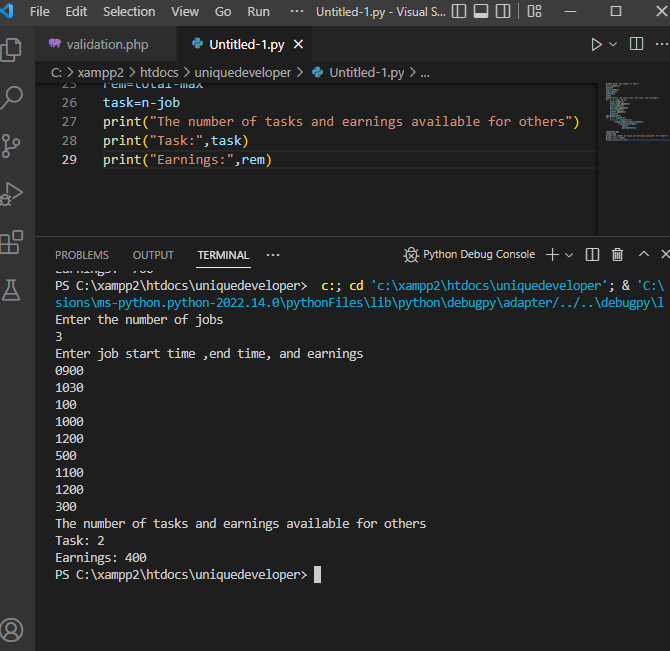 File Edit Selection View Go Run ··· Untitled-1.py - Visual S...
validation.php Untitled-1.py
C: > xampp2 > htdocs > uniquedeveloper > Untitled-1.py > ...
25 rem=total-max
26 task=n-job
27 print("The number of tasks and earnings available for others")
28 print("Task:",task)
29 print("Earnings:",rem)
PROBLEMS OUTPUT TERMINAL ··· Python Debug Console
Earnings: -700
PS C:\xampp2\htdocs\uniquedeveloper> c:; cd 'c:\xampp2\htdocs\uniquedeveloper'; & 'C:\
sions\ms-python.python-2022.14.0\pythonFiles\lib\python\debugpy\adapter/../..\debugpy\l
Enter the number of jobs
3
Enter job start time ,end time, and earnings
0900
1030
100
1000
1200
500
1100
1200
300
The number of tasks and earnings available for others
Task: 2
Earnings: 400
PS C:\xampp2\htdocs\uniquedeveloper>